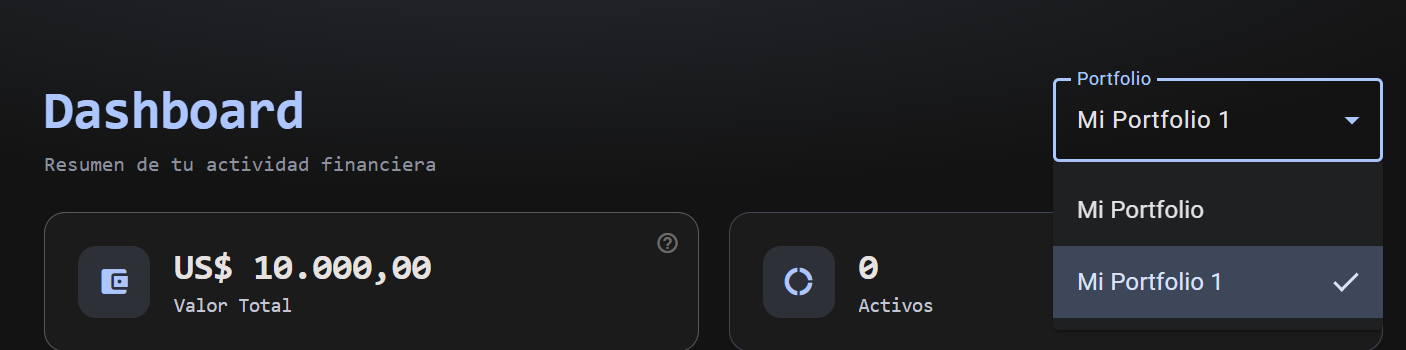 Dashboard
Resumen de tu actividad financiera
Portfolio
Mi Portfolio 1
Mi Portfolio
Mi Portfolio 1
US$ 10.000,00
Valor Total
?
0
Activos